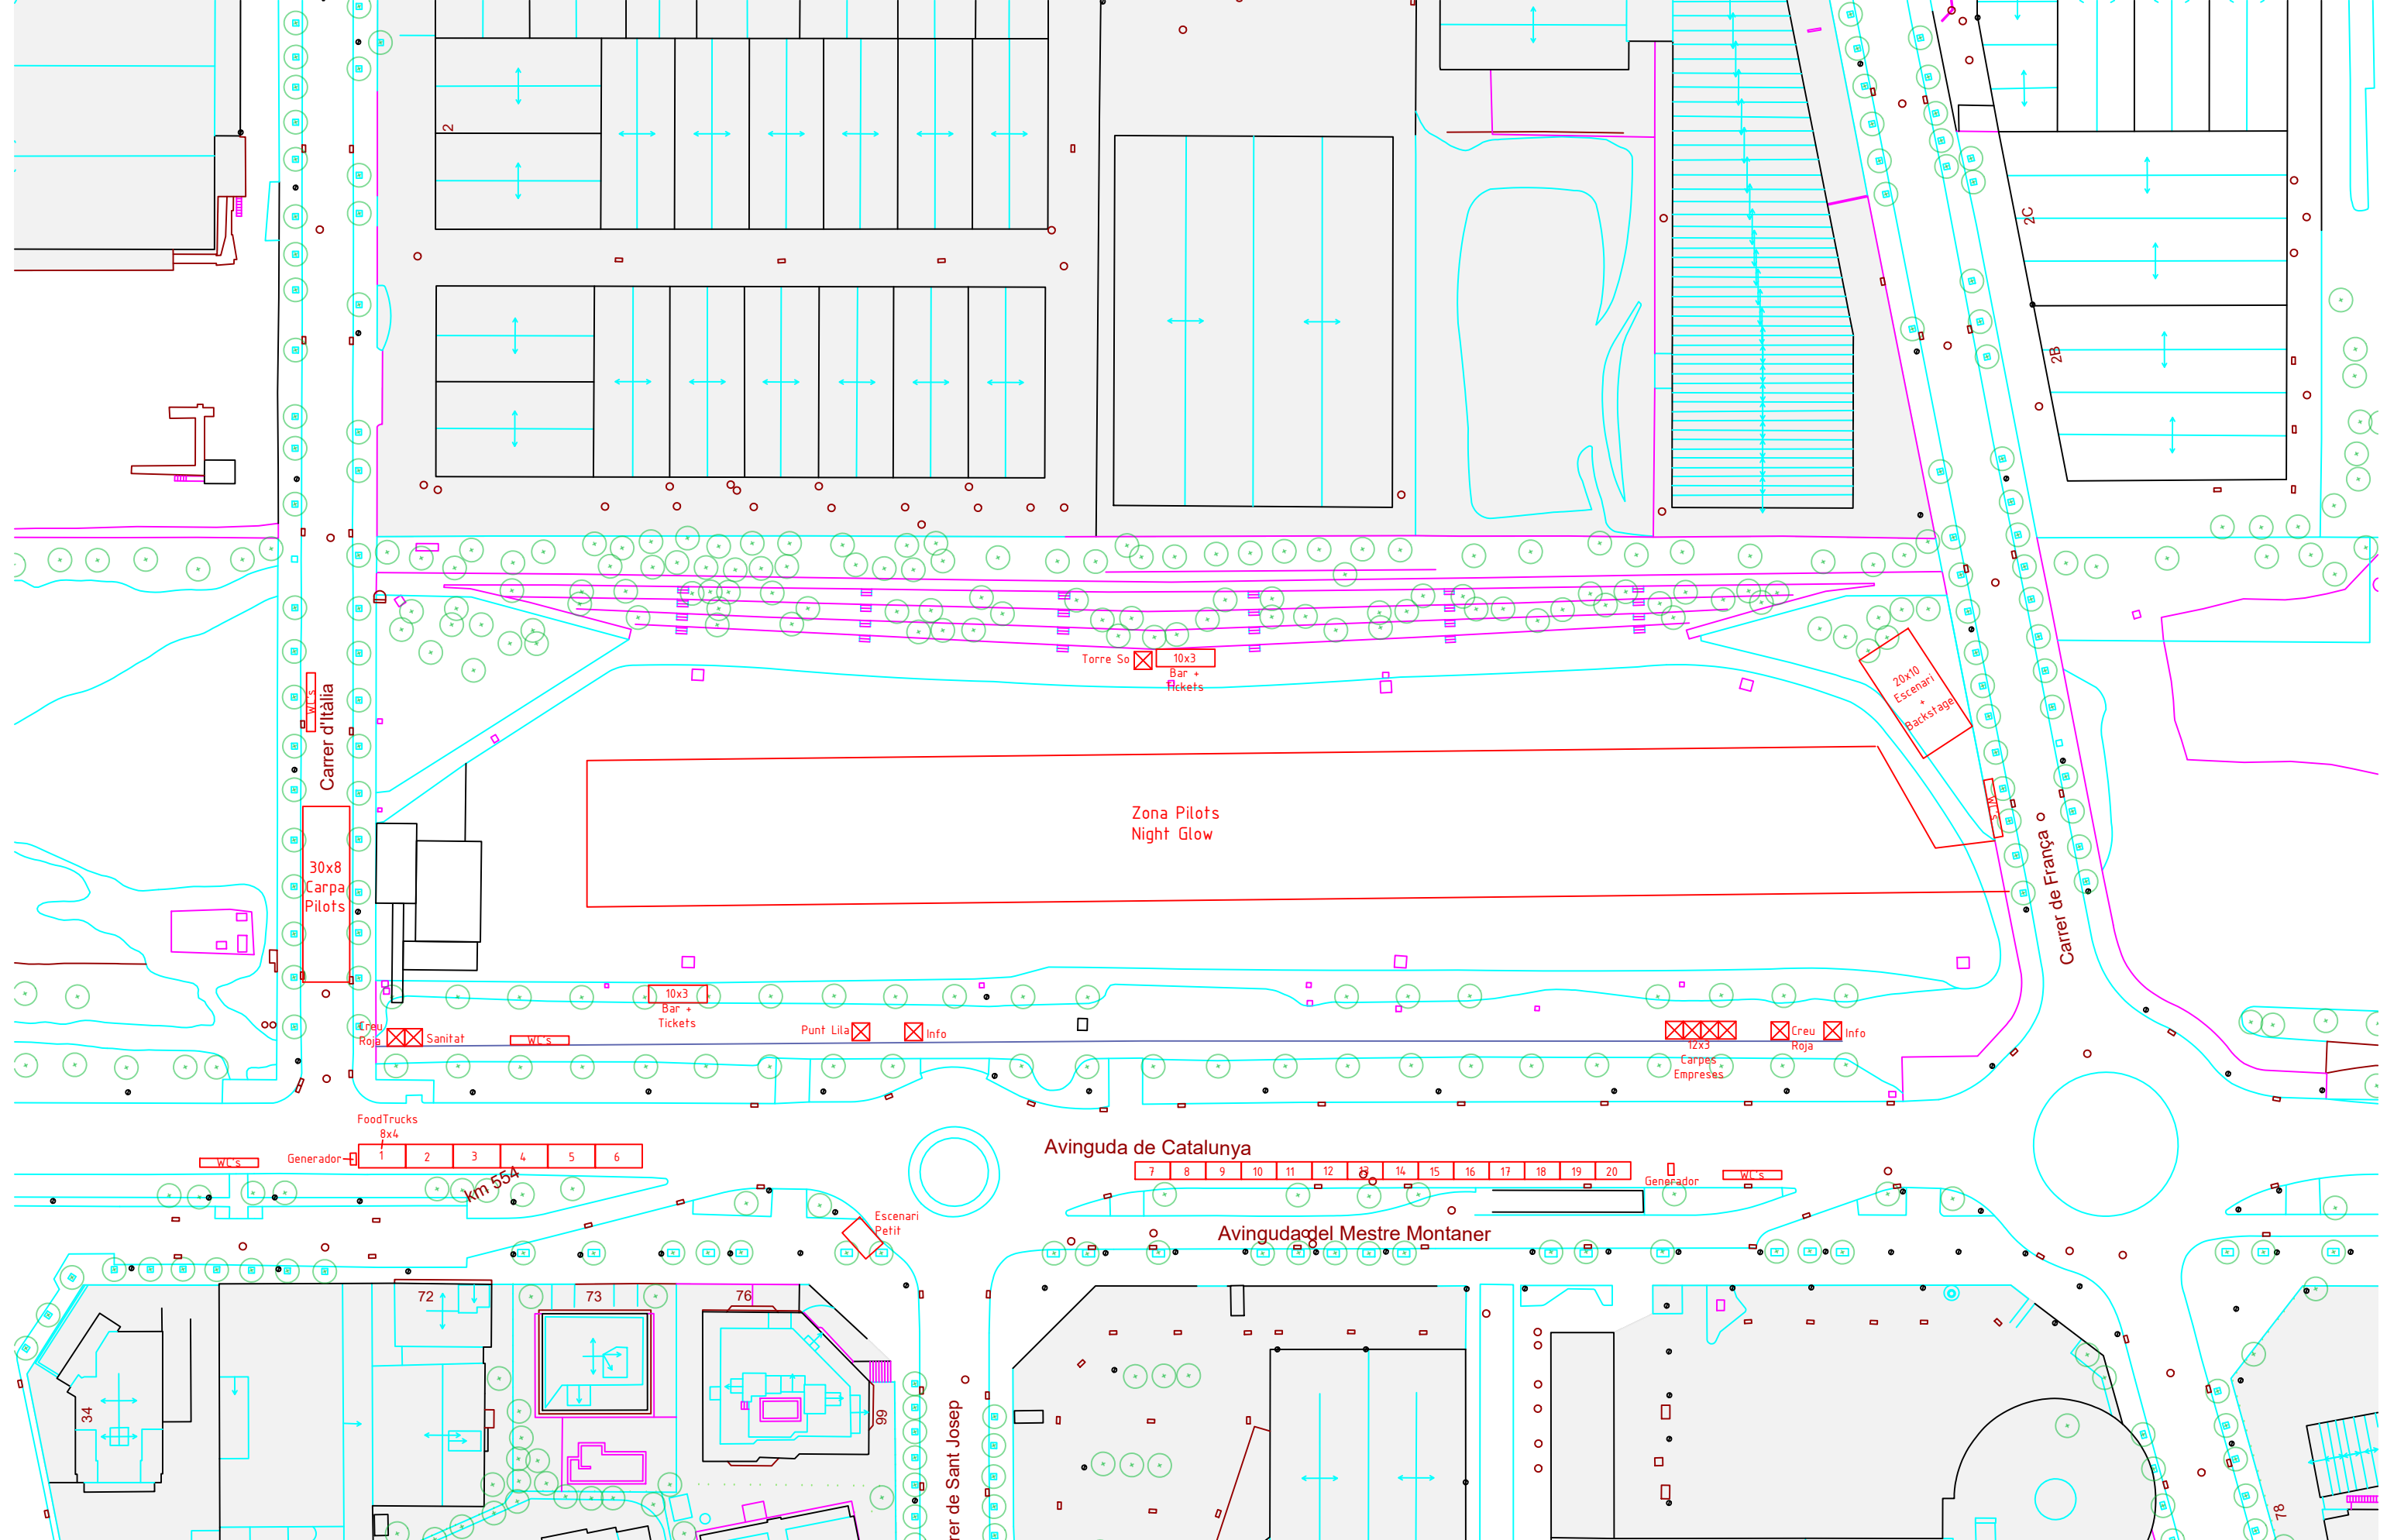 2
2C
2B
Torre So
10x3
Bar +
Tickets
20x10
Escenari
+
Backstage
WC's
Carrer d'Itàlia
Zona Pilots
Night Glow
WC's
Carrer de França
30x8
Carpa
Pilots
10x3
Bar +
Tickets
Creu
Roja
Sanitat
WC's
Punt Lila
Info
12x3
Carpes
Empreses
Creu
Roja
Info
FoodTrucks
8x4
Generador
1
2
3
4
5
6
WC's
km 554
Avinguda de Catalunya
7
8
9
10
11
12
13
14
15
16
17
18
19
20
Generador
WC's
Escenari
Petit
Avinguda del Mestre Montaner
72
73
76
34
99
rer de Sant Josep
78